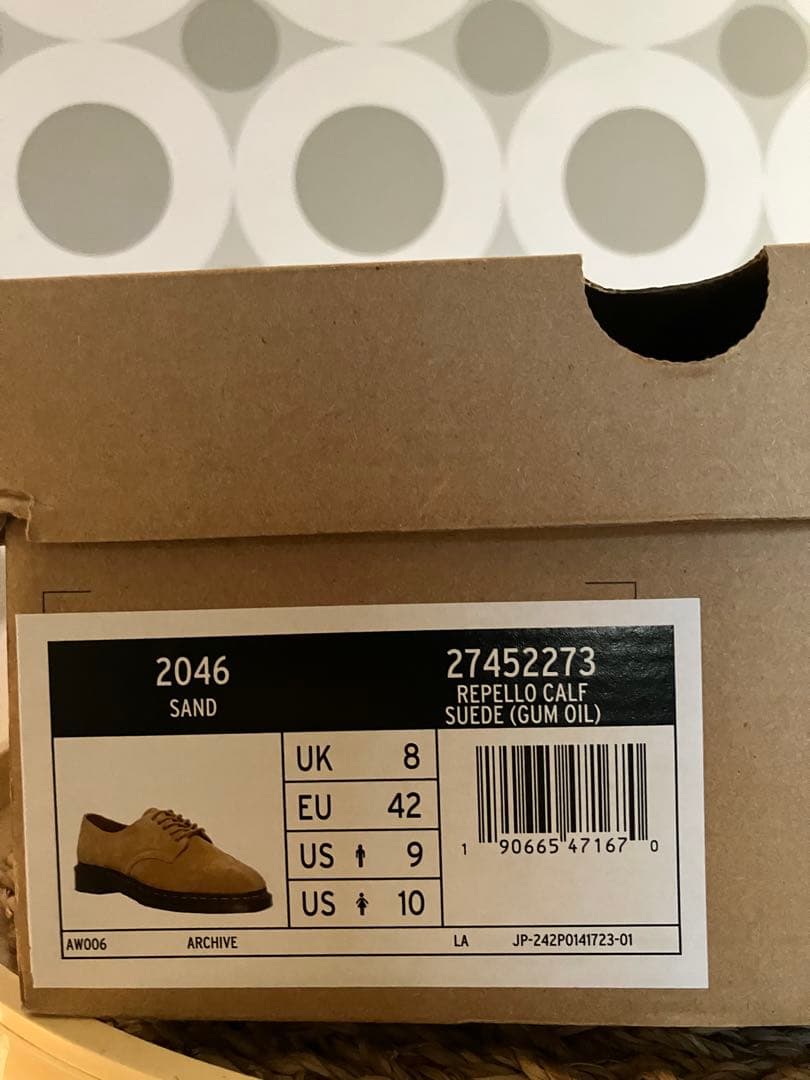 2046
SAND
27452273
REPELLO CALF
SUEDE (GUM OIL)
UK 8
EU 42
US 9
US 10
1 90665 47167 0
AW006 ARCHIVE LA JP-242P0141723-01